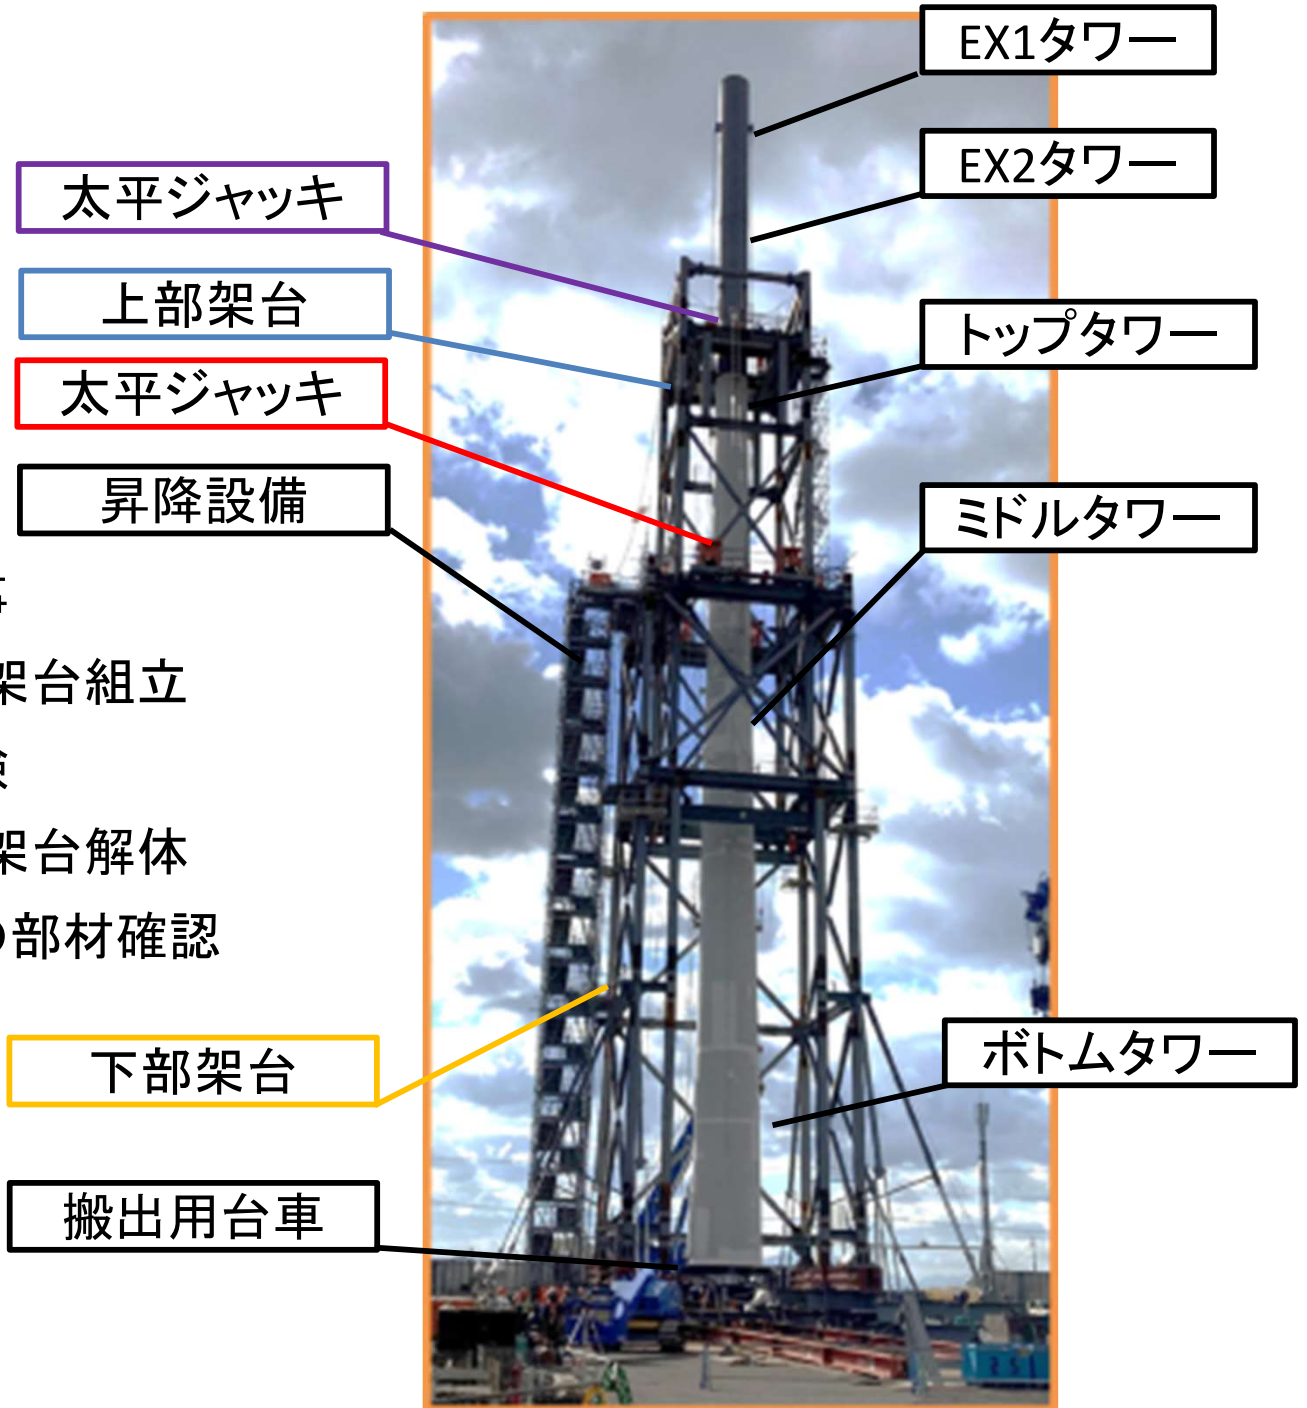 EX1タワー
EX2タワー
太平ジャッキ
上部架台
トップタワー
太平ジャッキ
昇降設備
ミドルタワー
架台組立
架台解体
部材確認
下部架台
ボトムタワー
搬出用台車